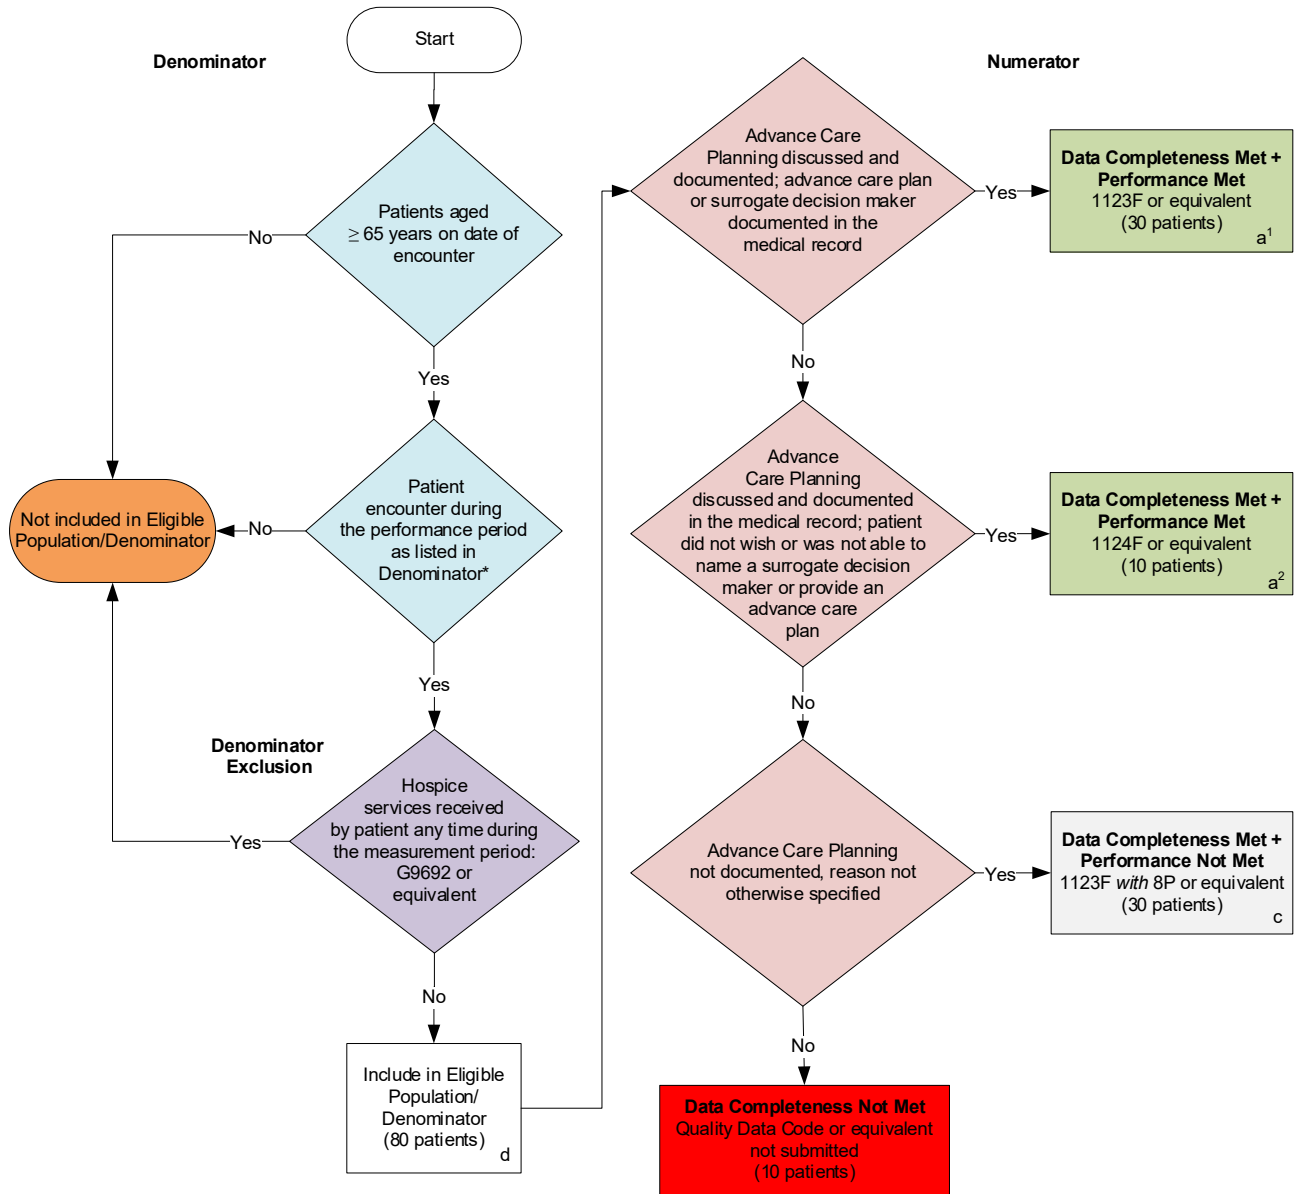 Start
Denominator
Patients aged
≥ 65 years on date of
encounter
No
Yes
Patient
encounter during
the performance period
as listed in
Denominator*
No
Not included in Eligible
Population/Denominator
Yes
Denominator
Exclusion
Hospice
services received
by patient any time during
the measurement period:
G9692 or
equivalent
Yes
No
Include in Eligible
Population/
Denominator
(80 patients)
d
Numerator
Advance Care
Planning discussed and
documented; advance care plan
or surrogate decision maker
documented in the
medical record
Yes
Data Completeness Met +
Performance Met
1123F or equivalent
(30 patients)
a¹
No
Advance
Care Planning
discussed and documented
in the medical record; patient
did not wish or was not able to
name a surrogate decision
maker or provide an
advance care
plan
Yes
Data Completeness Met +
Performance Met
1124F or equivalent
(10 patients)
a²
No
Advance Care Planning
not documented, reason not
otherwise specified
Yes
Data Completeness Met +
Performance Not Met
1123F with 8P or equivalent
(30 patients)
c
No
Data Completeness Not Met
Quality Data Code or equivalent
not submitted
(10 patients)